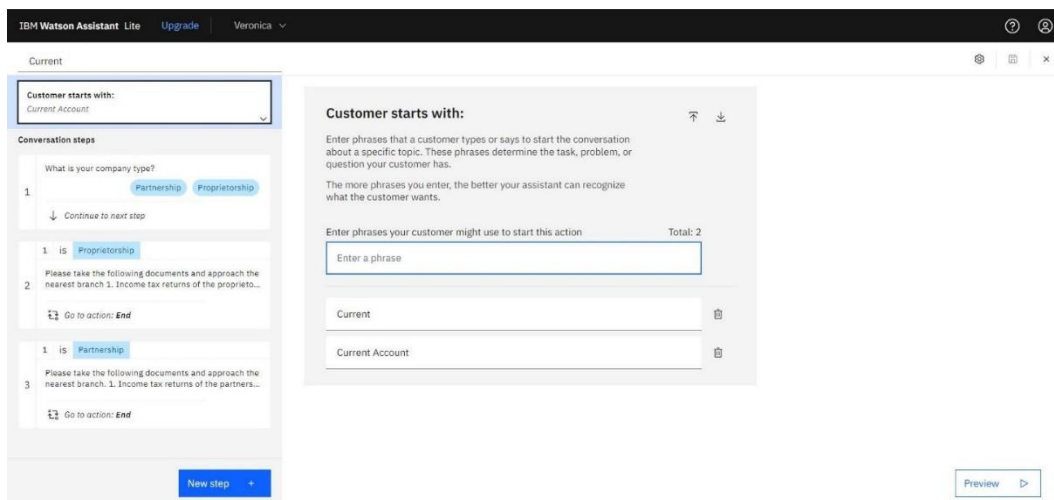 IBM Watson Assistant Lite Upgrade Veronica
Current
Customer starts with:
Current Account
Conversation steps
1
What is your company type?
Partnership Proprietorship
Continue to next step
2
1 is Proprietorship
Please take the following documents and approach the
nearest branch 1. Income tax returns of the proprieto...
Go to action: End
3
1 is Partnership
Please take the following documents and approach the
nearest branch. 1. Income tax returns of the partners...
Go to action: End
New step +
Customer starts with:
Enter phrases that a customer types or says to start the conversation
about a specific topic. These phrases determine the task, problem, or
question your customer has.
The more phrases you enter, the better your assistant can recognize
what the customer wants.
Enter phrases your customer might use to start this action Total: 2
Enter a phrase
Current
Current Account
Preview